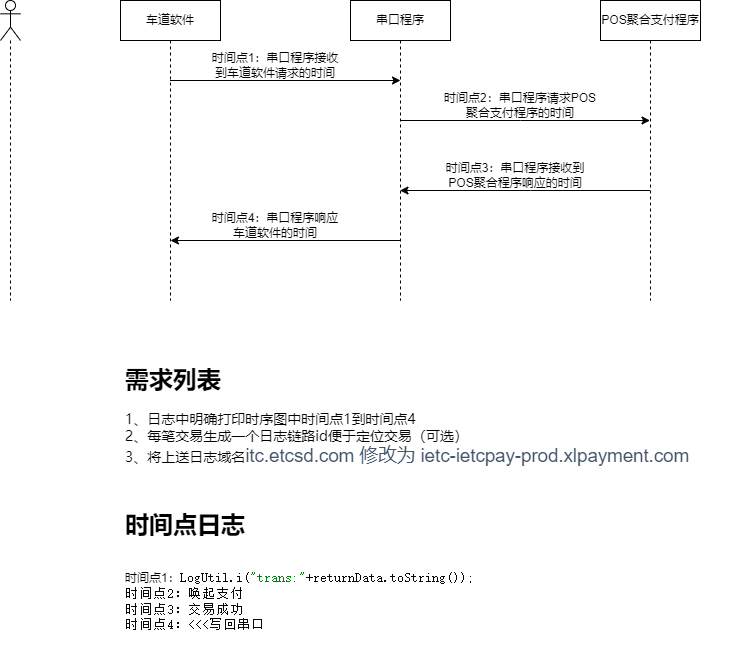 车道软件
串口程序
POS聚合支付程序
时间点1：串口程序接收
到车道软件请求的时间
时间点2：串口程序请求POS
聚合支付程序的时间
时间点3：串口程序接收到
POS聚合程序响应的时间
时间点4：串口程序响应
车道软件的时间
需求列表
1、日志中明确打印时序图中时间点1到时间点4
2、每笔交易生成一个日志链路id便于定位交易（可选）
3、将上送日志域名itc.etcsd.com 修改为 ietc-ietcpay-prod.xlpayment.com
时间点日志
时间点1：LogUtil.i("trans:"+returnData.toString());
时间点2：唤起支付
时间点3：交易成功
时间点4：<<<写回串口